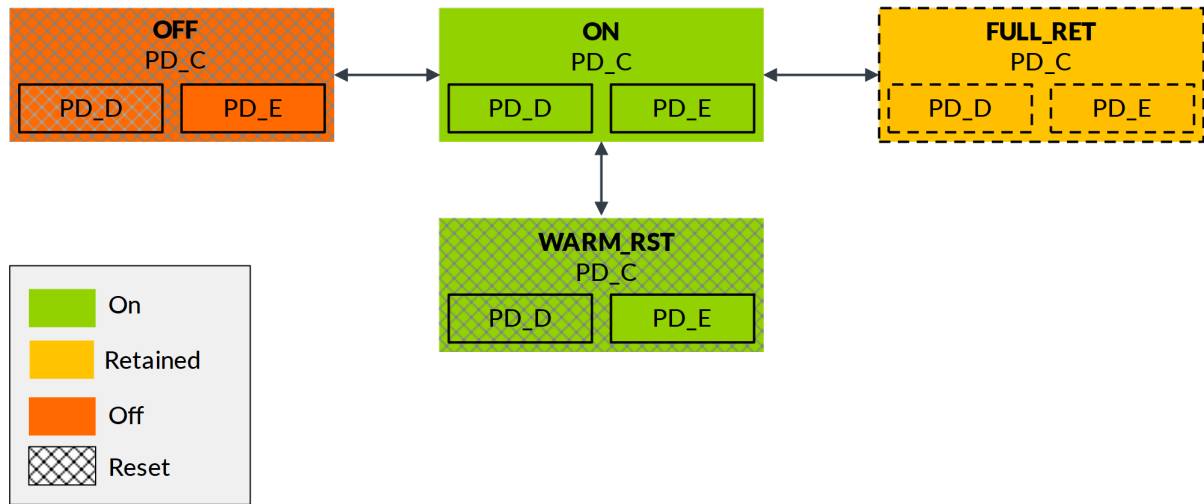 OFF
PD_C
PD_D
PD_E
ON
PD_C
PD_D
PD_E
FULL_RET
PD_C
PD_D
PD_E
WARM_RST
PD_C
PD_D
PD_E
On
Retained
Off
Reset